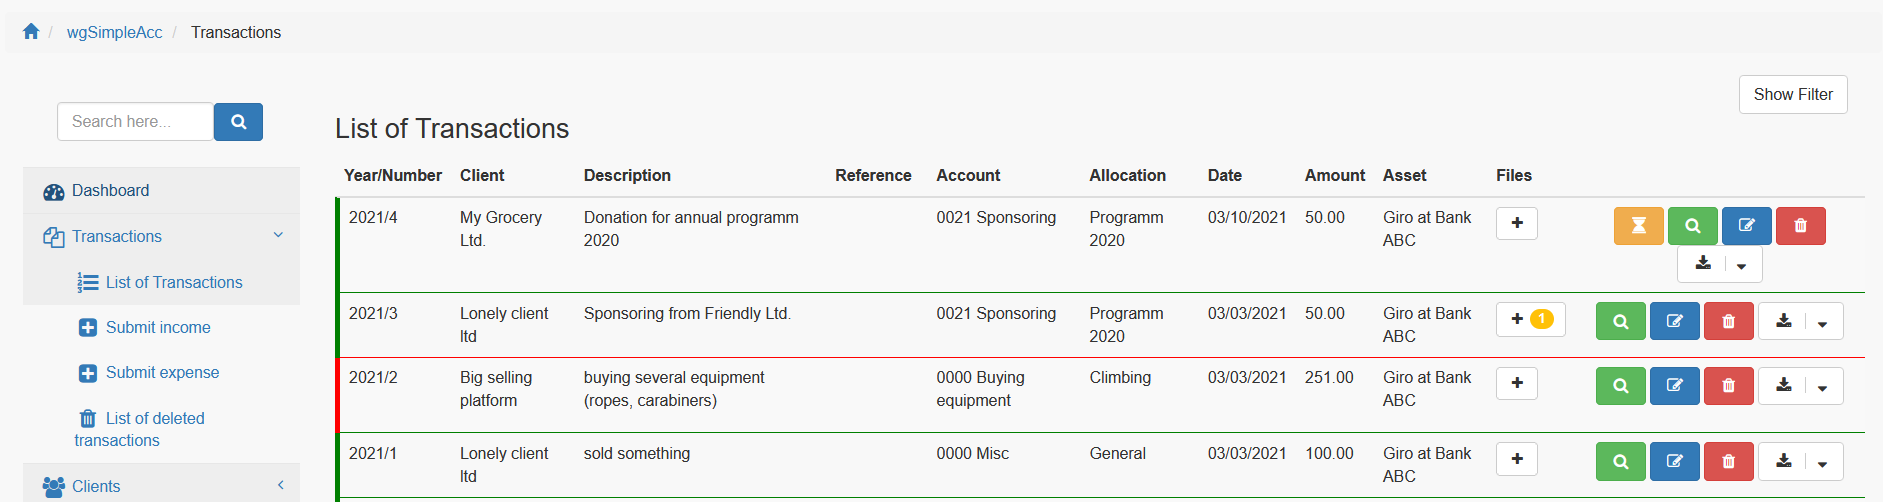 / wgSimpleAcc / Transactions
Show Filter
Search here...
List of Transactions
Dashboard
Transactions
List of Transactions
Submit income
Submit expense
List of deleted
transactions
Clients
Year/Number Client Description Reference Account Allocation Date Amount Asset Files
2021/4 My Grocery Donation for annual programm 0021 Sponsoring Programm 03/10/2021 50.00 Giro at Bank +
Ltd. 2020 2020 ABC
2021/3 Lonely client Sponsoring from Friendly Ltd. 0021 Sponsoring Programm 03/03/2021 50.00 Giro at Bank + 1
ltd 2020 ABC
2021/2 Big selling buying several equipment 0000 Buying Climbing 03/03/2021 251.00 Giro at Bank +
platform (ropes, carabiners) equipment ABC
2021/1 Lonely client sold something 0000 Misc General 03/03/2021 100.00 Giro at Bank +
ltd ABC